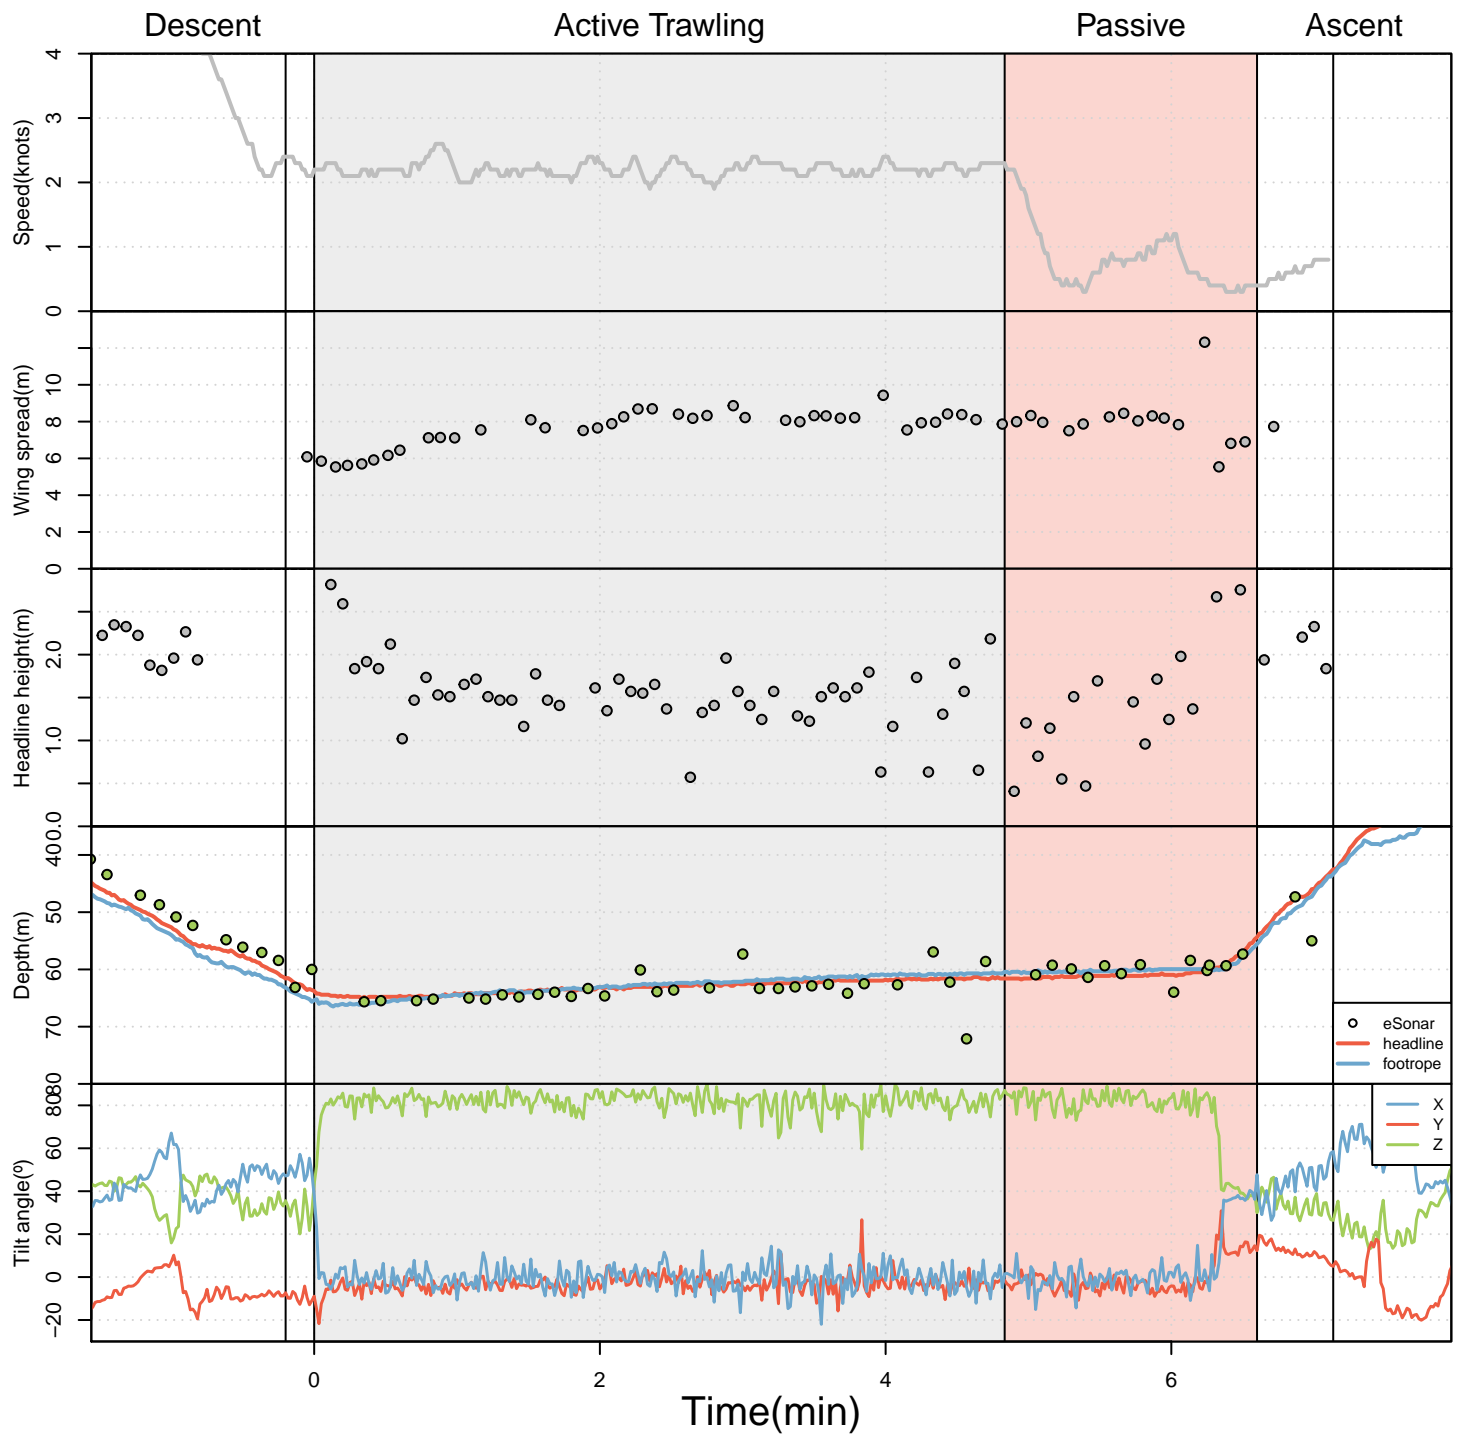 Descent Active Trawling Passive Ascent
Speed(knots)
4
3
2
1
0
Wing spread(m)
10
8
6
4
2
0
Headline height(m)
2.0
1.0
0.0
Depth(m)
40
50
60
70
80
eSonar
headline
footrope
Tilt angle(º)
80
60
40
20
0
−20
X
Y
Z
0 2 4 6
Time(min)